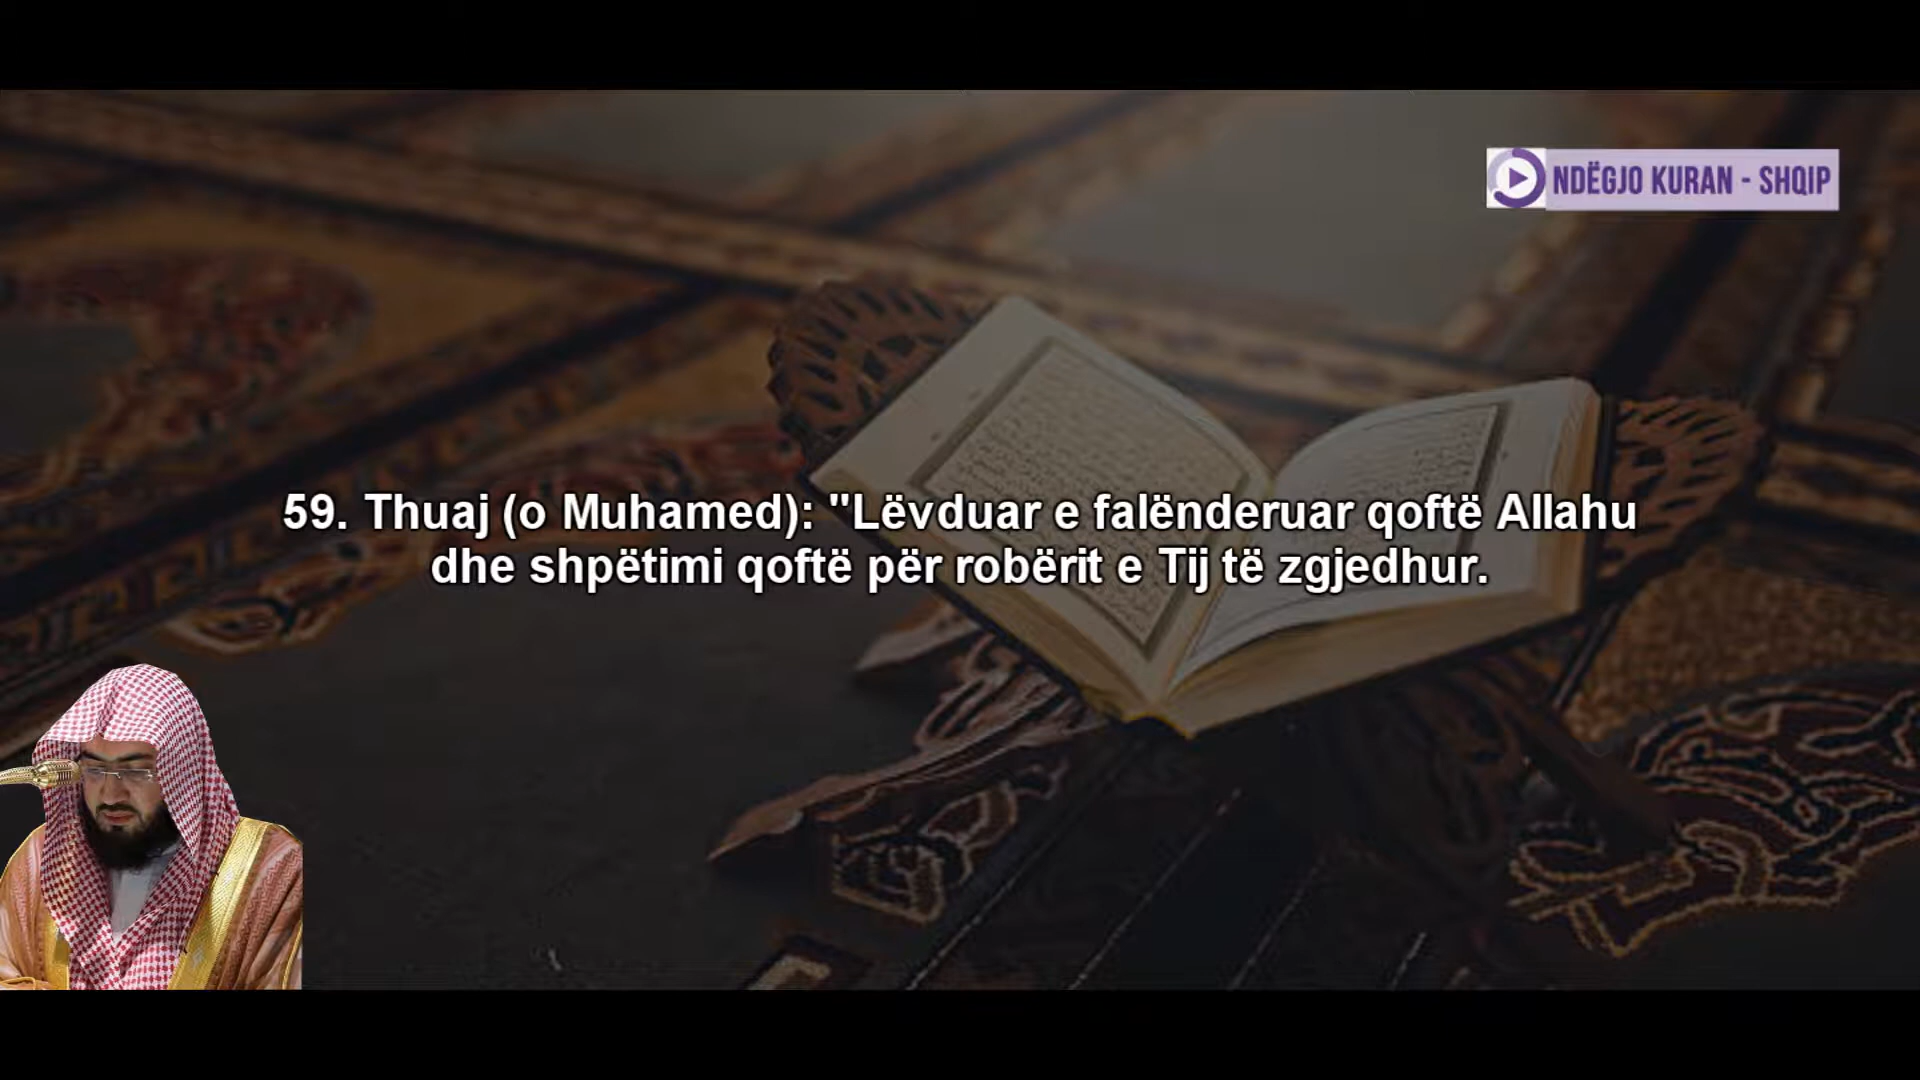 NDËGJO KURAN - SHQIP
59. Thuaj (o Muhamed): "Lëvduar e falënderuar qoftë Allahu
dhe shpëtimi qoftë për robërit e Tij të zgjedhur.